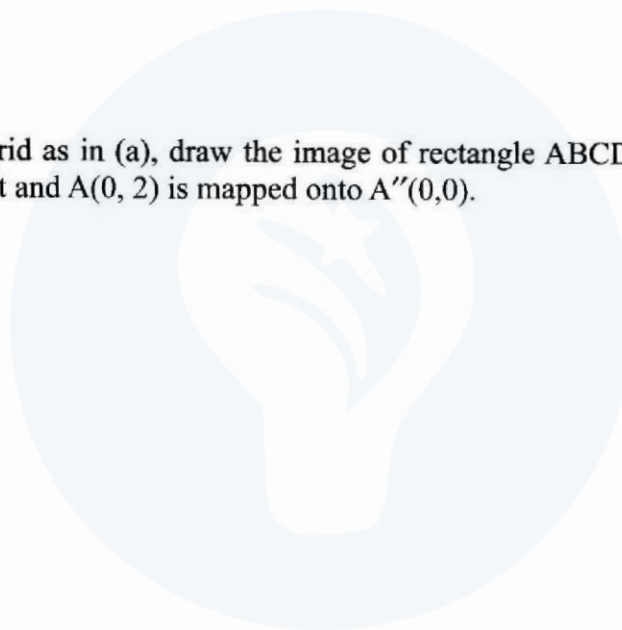 rid as in (a), draw the image of rectangle ABCD
t and A(0, 2) is mapped onto A″(0,0).